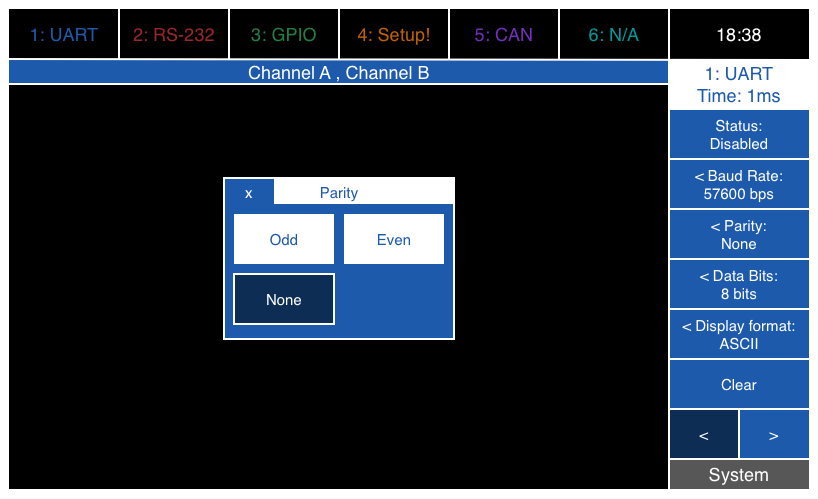 1: UART 2: RS-232 3: GPIO 4: Setup! 5: CAN 6: N/A 18:38
Channel A , Channel B
1: UART
Time: 1ms
Status:
Disabled
< Baud Rate:
57600 bps
< Parity:
None
< Data Bits:
8 bits
< Display format:
ASCII
Clear
< >
System
x Parity
Odd Even
None